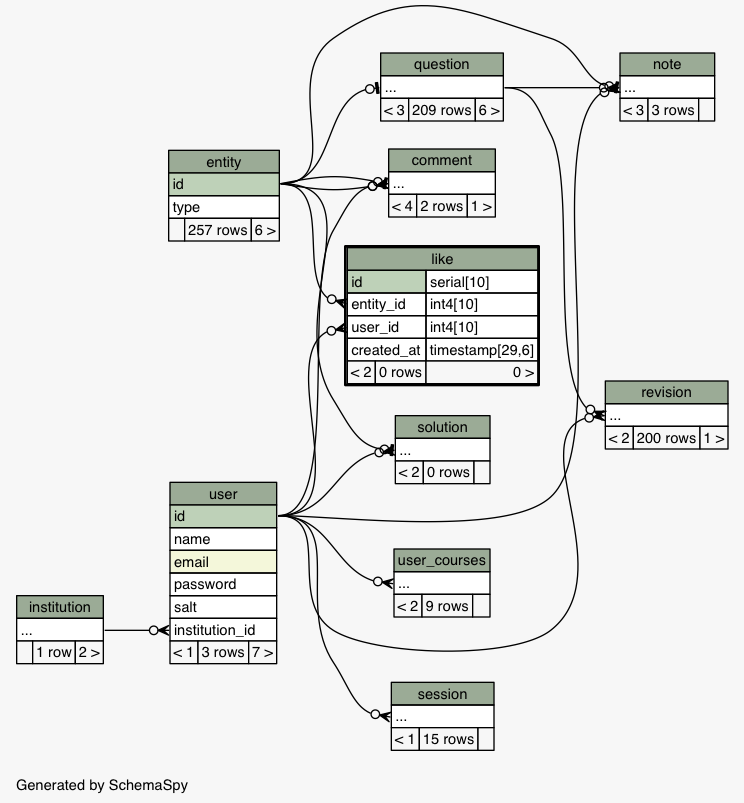 question
...
< 3 209 rows 6 >
note
...
< 3 3 rows
entity
id
type
257 rows 6 >
comment
...
< 4 2 rows 1 >
like
id serial[10]
entity_id int4[10]
user_id int4[10]
created_at timestamp[29,6]
< 2 0 rows 0 >
revision
...
< 2 200 rows 1 >
solution
...
< 2 0 rows
user
id
name
email
password
salt
institution_id
< 1 3 rows 7 >
user_courses
...
< 2 9 rows
institution
...
1 row 2 >
session
...
< 1 15 rows
Generated by SchemaSpy